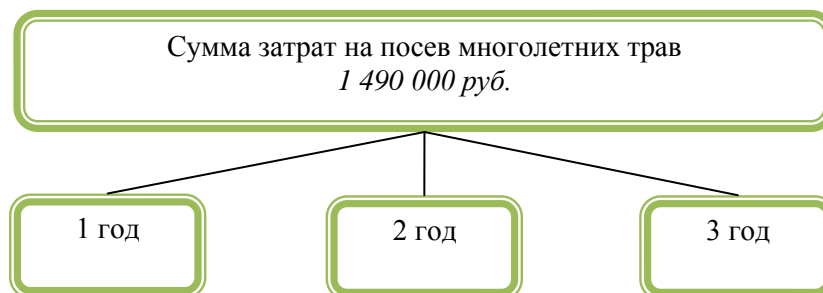 Сумма затрат на посев многолетних трав
1 490 000 руб.
1 год
2 год
3 год